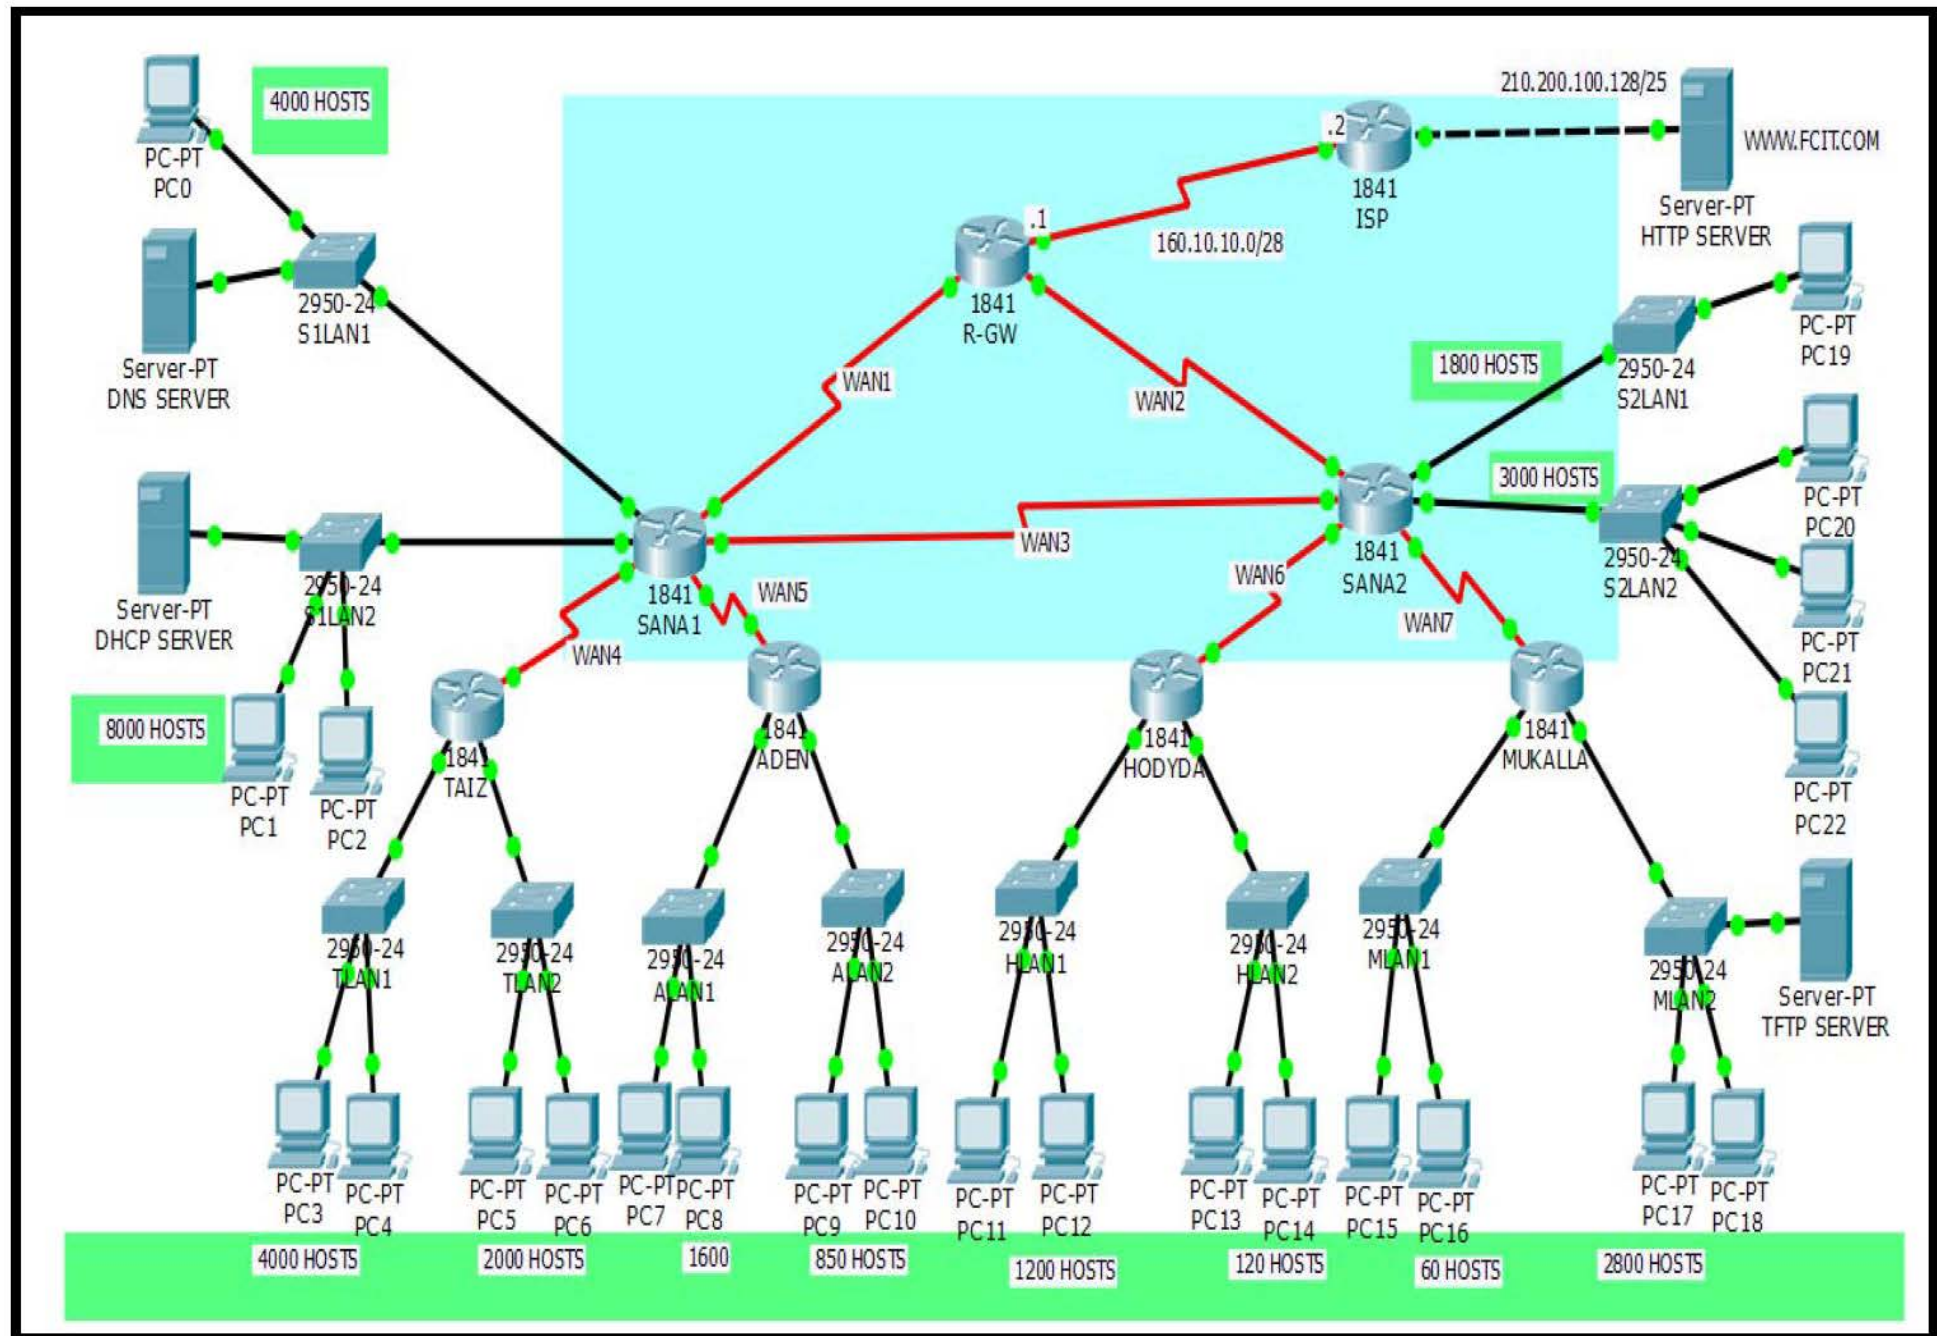 4000 HOSTS
PC-PT
PC0
Server-PT
DNS SERVER
2950-24
S1LAN1
210.200.100.128/25
WWW.FCIT.COM
Server-PT
HTTP SERVER
.2
1841
ISP
160.10.10.0/28
.1
1841
R-GW
WAN1
WAN2
1800 HOSTS
2950-24
S2LAN1
PC-PT
PC19
3000 HOSTS
2950-24
S2LAN2
PC-PT
PC20
PC-PT
PC21
PC-PT
PC22
WAN3
1841
SANA1
1841
SANA2
WAN4
WAN5
WAN6
WAN7
Server-PT
DHCP SERVER
2950-24
S1LAN2
8000 HOSTS
PC-PT
PC1
PC-PT
PC2
1841
TAIZ
1841
ADEN
1841
HODYDA
1841
MUKALLA
2950-24
TLAN1
2950-24
TLAN2
2950-24
ALAN1
2950-24
ALAN2
2950-24
HLAN1
2950-24
HLAN2
2950-24
MLAN1
2950-24
MLAN2
Server-PT
TFTP SERVER
PC-PT
PC3
PC-PT
PC4
PC-PT
PC5
PC-PT
PC6
PC-PT
PC7
PC-PT
PC8
PC-PT
PC9
PC-PT
PC10
PC-PT
PC11
PC-PT
PC12
PC-PT
PC13
PC-PT
PC14
PC-PT
PC15
PC-PT
PC16
PC-PT
PC17
PC-PT
PC18
4000 HOSTS
2000 HOSTS
1600
850 HOSTS
1200 HOSTS
120 HOSTS
60 HOSTS
2800 HOSTS